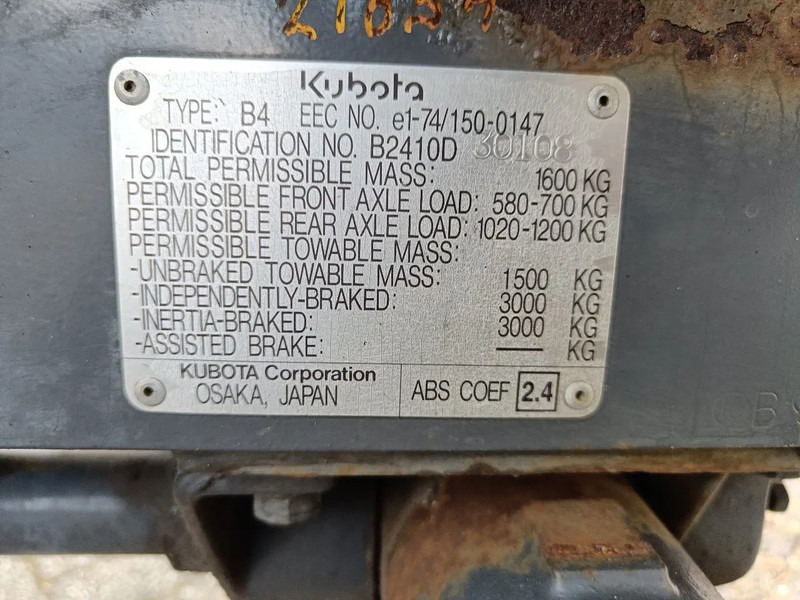 21634
Kubota
TYPE: B4 EEC NO. e1-74/150-0147
IDENTIFICATION NO. B2410D 30108
TOTAL PERMISSIBLE MASS: 1600 KG
PERMISSIBLE FRONT AXLE LOAD: 580-700 KG
PERMISSIBLE REAR AXLE LOAD: 1020-1200 KG
PERMISSIBLE TOWABLE MASS:
-UNBRAKED TOWABLE MASS: 1500 KG
-INDEPENDENTLY-BRAKED: 3000 KG
-INERTIA-BRAKED: 3000 KG
-ASSISTED BRAKE: —— KG
KUBOTA Corporation
OSAKA, JAPAN
ABS COEF 2.4